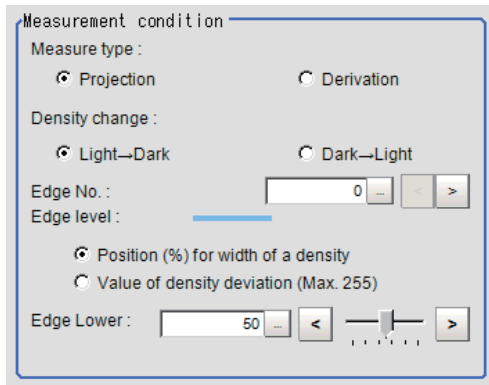 Measurement condition
Measure type :
Projection Derivation
Density change :
Light→Dark Dark→Light
Edge No. : 0 ... < >
Edge level :
Position (%) for width of a density
Value of density deviation (Max. 255)
Edge Lower : 50 ... < >